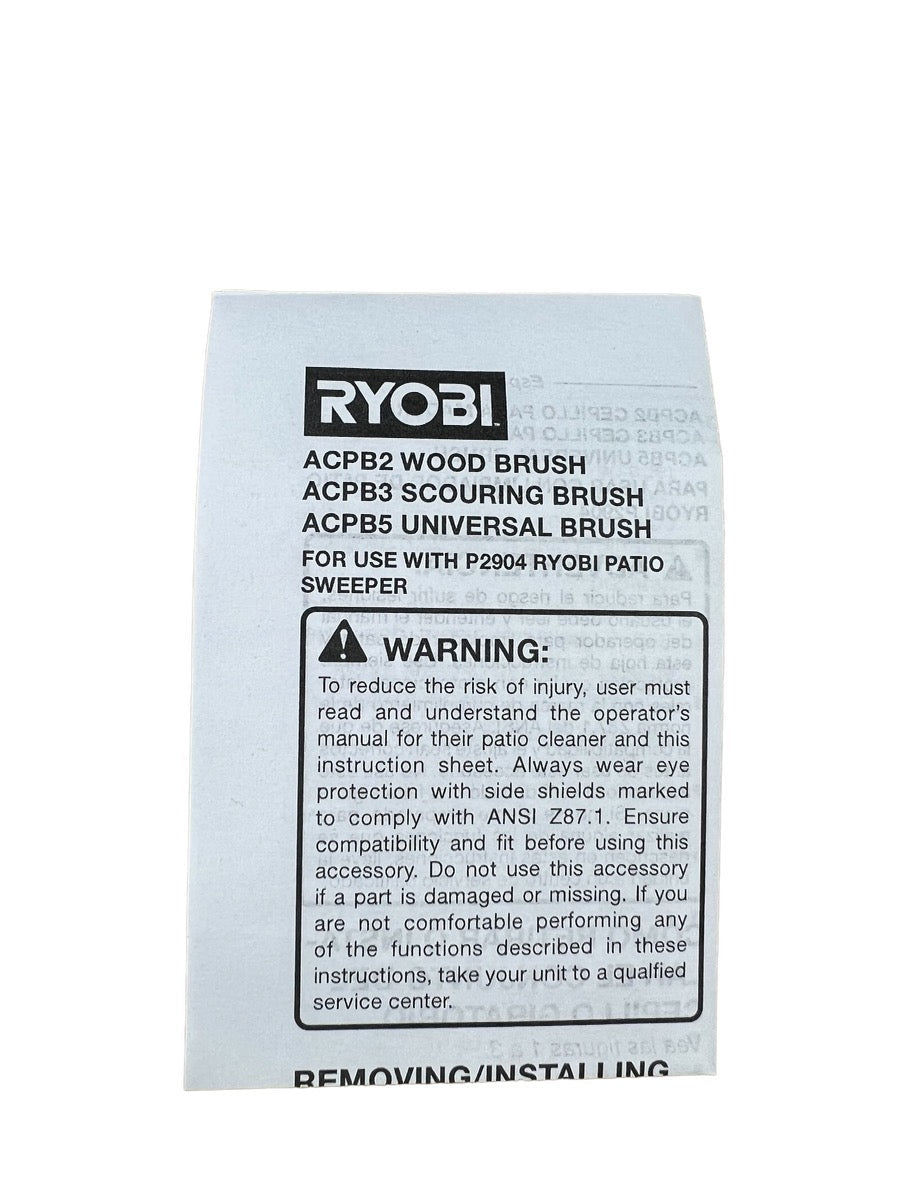 RYOBI
ACPB2 WOOD BRUSH
ACPB3 SCOURING BRUSH
ACPB5 UNIVERSAL BRUSH
FOR USE WITH P2904 RYOBI PATIO
SWEEPER
WARNING:
To reduce the risk of injury, user must
read and understand the operator's
manual for their patio cleaner and this
instruction sheet. Always wear eye
protection with side shields marked
to comply with ANSI Z87.1. Ensure
compatibility and fit before using this
accessory. Do not use this accessory
if a part is damaged or missing. If you
are not comfortable performing any
of the functions described in these
instructions, take your unit to a qualfied
service center.
REMOVING/INSTALLING